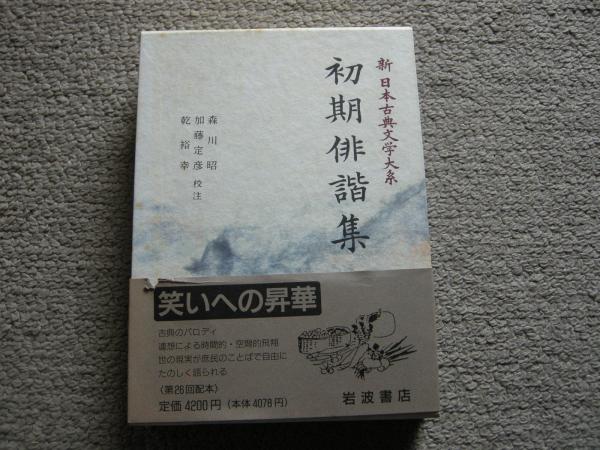 新 日本古典文学大系
初期俳諧集
森川昭
加藤定彦 校注
乾裕幸
笑いへの昇華
古典のパロディ
連想による時間的・空間的飛翔
世の現実が庶民のことばで自由に
たのしく語られる
〈第26回配本〉
定価4200円（本体4078円）
岩波書店